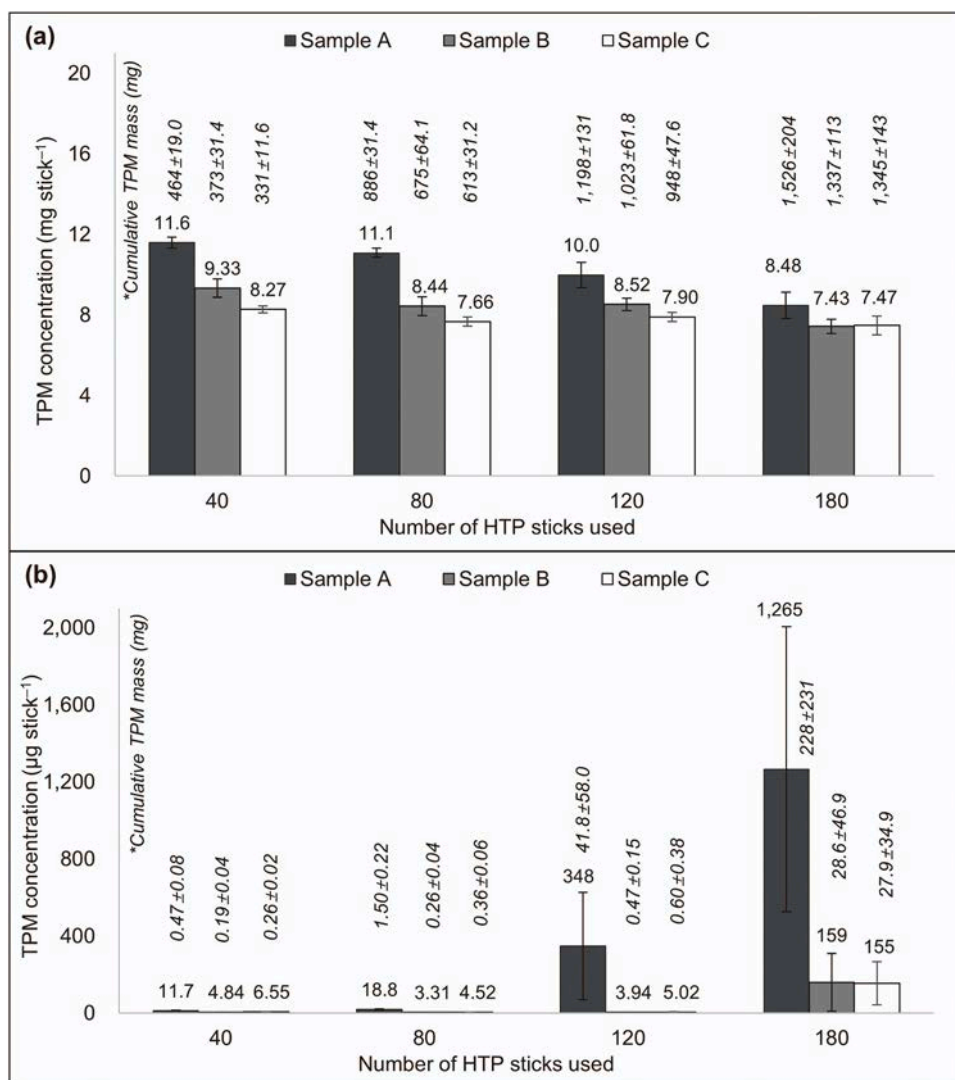 (a)
Sample A Sample B Sample C
TPM concentration (mg stick⁻¹)
20
16
12
8
4
0
*Cumulative TPM mass (mg)
464±19.0 373±31.4 331±11.6 886±31.4 675±64.1 613±31.2 1,198±131 1,023±61.8 948±47.6 1,526±204 1,337±113 1,345±143
11.6 9.33 8.27 11.1 8.44 7.66 10.0 8.52 7.90 8.48 7.43 7.47
40 80 120 180
Number of HTP sticks used
(b)
Sample A Sample B Sample C
TPM concentration (µg stick⁻¹)
2,000
1,600
1,200
800
400
0
*Cumulative TPM mass (mg)
0.47±0.08 0.19±0.04 0.26±0.02 1.50±0.22 0.26±0.04 0.36±0.06 41.8±58.0 0.47±0.15 0.60±0.38 228±231 28.6±46.9 27.9±34.9
11.7 4.84 6.55 18.8 3.31 4.52 348 3.94 5.02 1,265 159 155
40 80 120 180
Number of HTP sticks used